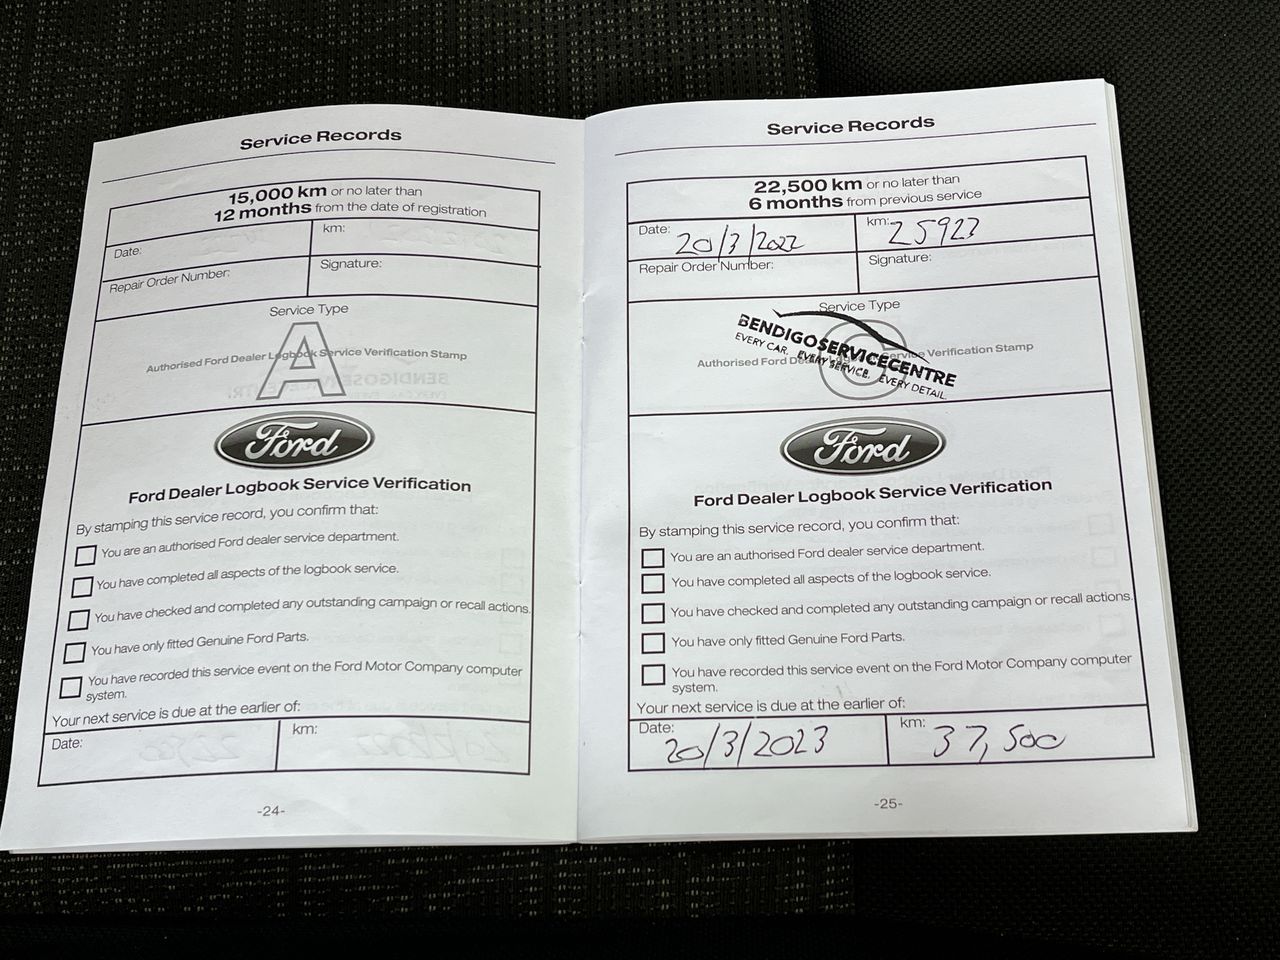 Service Records
15,000 km or no later than
12 months from the date of registration
Date:
km:
Repair Order Number:
Signature:
Service Type
A
Authorised Ford Dealer Logbook Service Verification Stamp
Ford
Ford Dealer Logbook Service Verification
By stamping this service record, you confirm that:
You are an authorised Ford dealer service department.
You have completed all aspects of the logbook service.
You have checked and completed any outstanding campaign or recall actions.
You have only fitted Genuine Ford Parts.
You have recorded this service event on the Ford Motor Company computer
system.
Your next service is due at the earlier of:
Date:
km:
-24-
Service Records
22,500 km or no later than
6 months from previous service
Date: 20/3/2022
km: 25923
Repair Order Number:
Signature:
Service Type
Authorised Ford Dealer Logbook Service Verification Stamp
BENDIGOSERVICECENTRE
EVERY CAR. EVERY SERVICE. EVERY DETAIL.
Ford
Ford Dealer Logbook Service Verification
By stamping this service record, you confirm that:
You are an authorised Ford dealer service department.
You have completed all aspects of the logbook service.
You have checked and completed any outstanding campaign or recall actions.
You have only fitted Genuine Ford Parts.
You have recorded this service event on the Ford Motor Company computer
system.
Your next service is due at the earlier of:
Date: 20/3/2023
km: 37,500
-25-